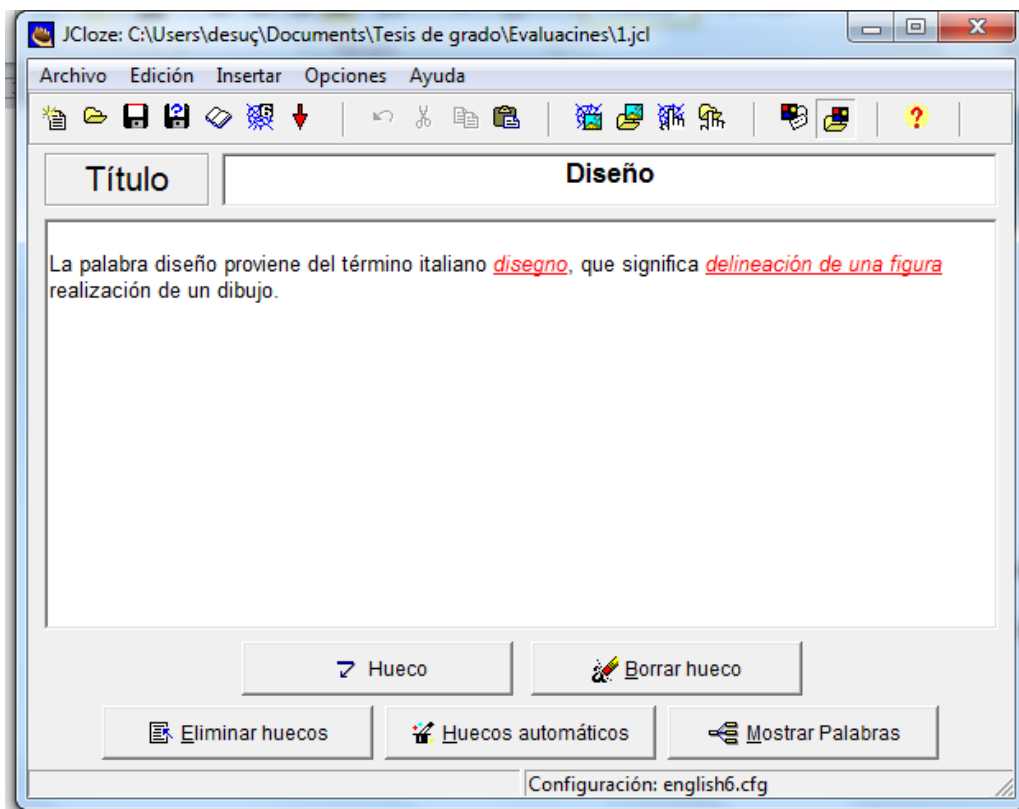 JCloze: C:\Users\desuç\Documents\Tesis de grado\Evaluacines\1.jcl
Archivo Edición Insertar Opciones Ayuda
Título
Diseño
La palabra diseño proviene del término italiano disegno, que significa delineación de una figura
realización de un dibujo.
Hueco
Borrar hueco
Eliminar huecos
Huecos automáticos
Mostrar Palabras
Configuración: english6.cfg